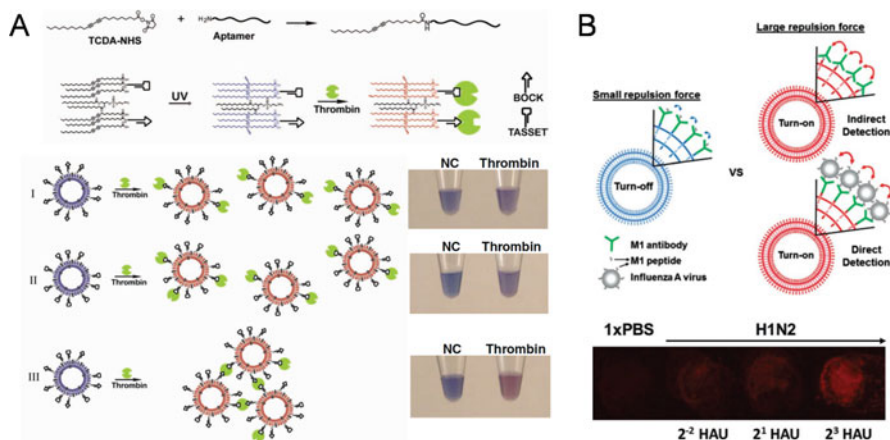 A
TCDA-NHS
+
Aptamer
H₂N
UV
Thrombin
BOCK
TASSET
NC Thrombin
I
Thrombin
NC Thrombin
II
Thrombin
NC Thrombin
III
Thrombin
B
Large repulsion force
Small repulsion force
Turn-on
Indirect
Detection
Turn-off
VS
Turn-on
Direct
Detection
M1 antibody
M1 peptide
Influenza A virus
1xPBS H1N2
2⁻² HAU 2¹ HAU 2³ HAU